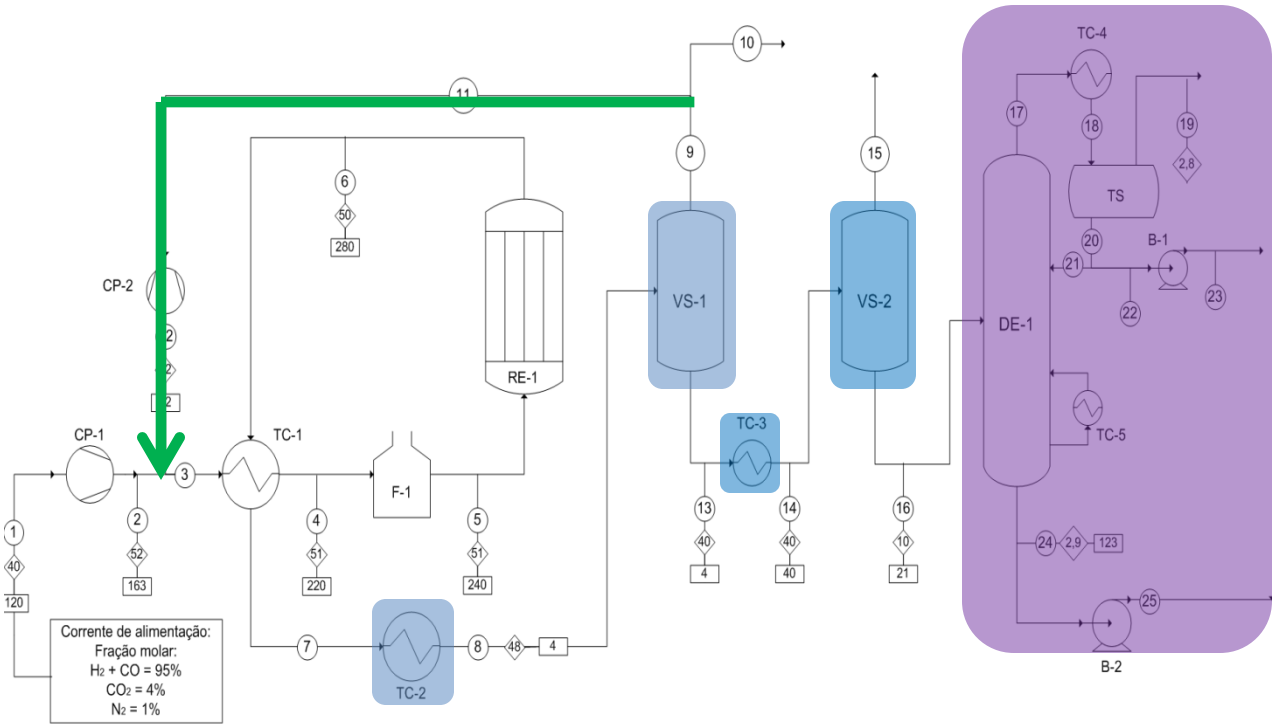 10
TC-4
11
17
18
19
9
15
2,8
6
TS
50
20
B-1
280
21
CP-2
22
23
VS-1
VS-2
DE-1
RE-1
CP-1
TC-1
TC-3
TC-5
3
F-1
1
2
4
5
13
14
16
24
2,9
123
40
52
51
51
40
40
10
120
163
220
240
4
40
21
25
Corrente de alimentação:
Fração molar:
H₂ + CO = 95%
CO₂ = 4%
N₂ = 1%
7
8
48
4
TC-2
B-2